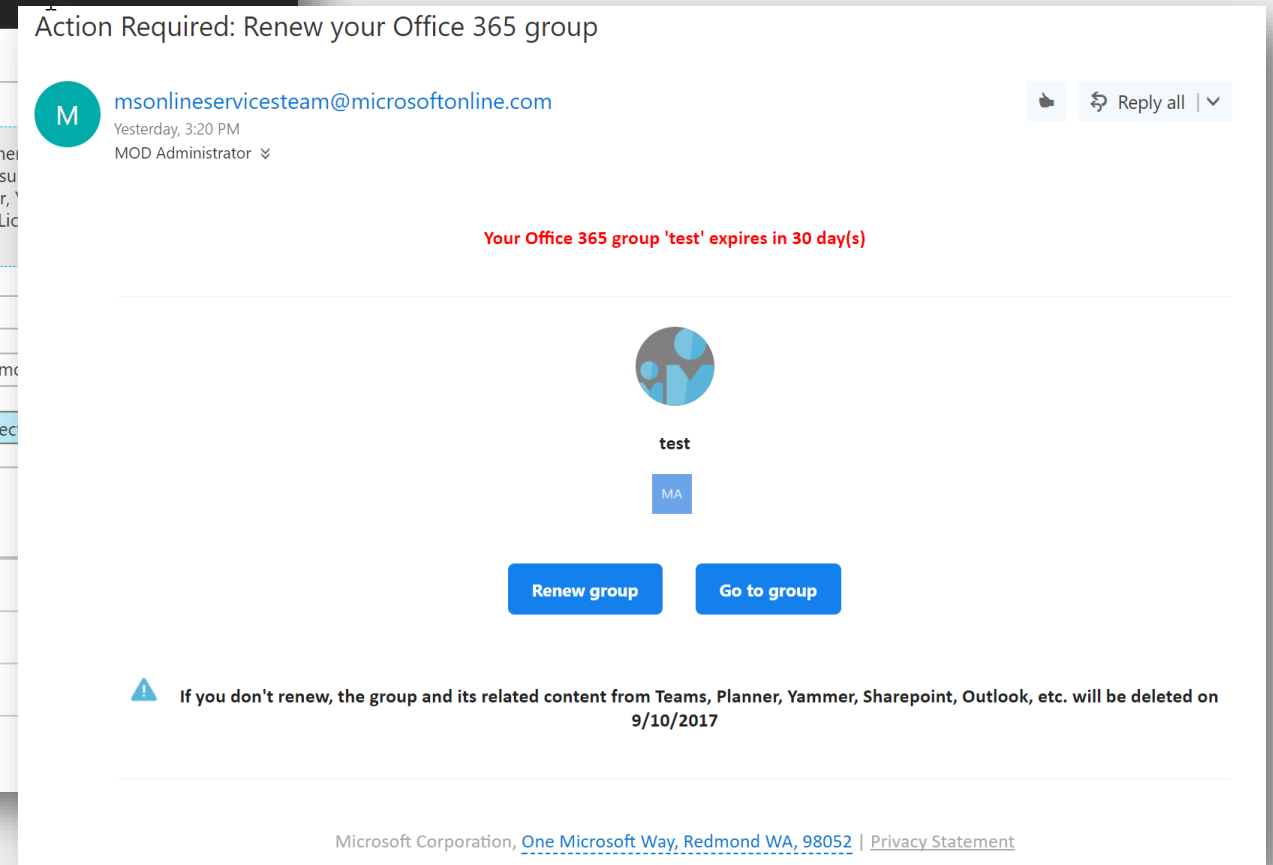 Action Required: Renew your Office 365 group
M
msonlineservicesteam@microsoftonline.com
Yesterday, 3:20 PM
MOD Administrator
Reply all
Your Office 365 group 'test' expires in 30 day(s)
test
MA
Renew group
Go to group
If you don't renew, the group and its related content from Teams, Planner, Yammer, Sharepoint, Outlook, etc. will be deleted on
9/10/2017
Microsoft Corporation, One Microsoft Way, Redmond WA, 98052 | Privacy Statement